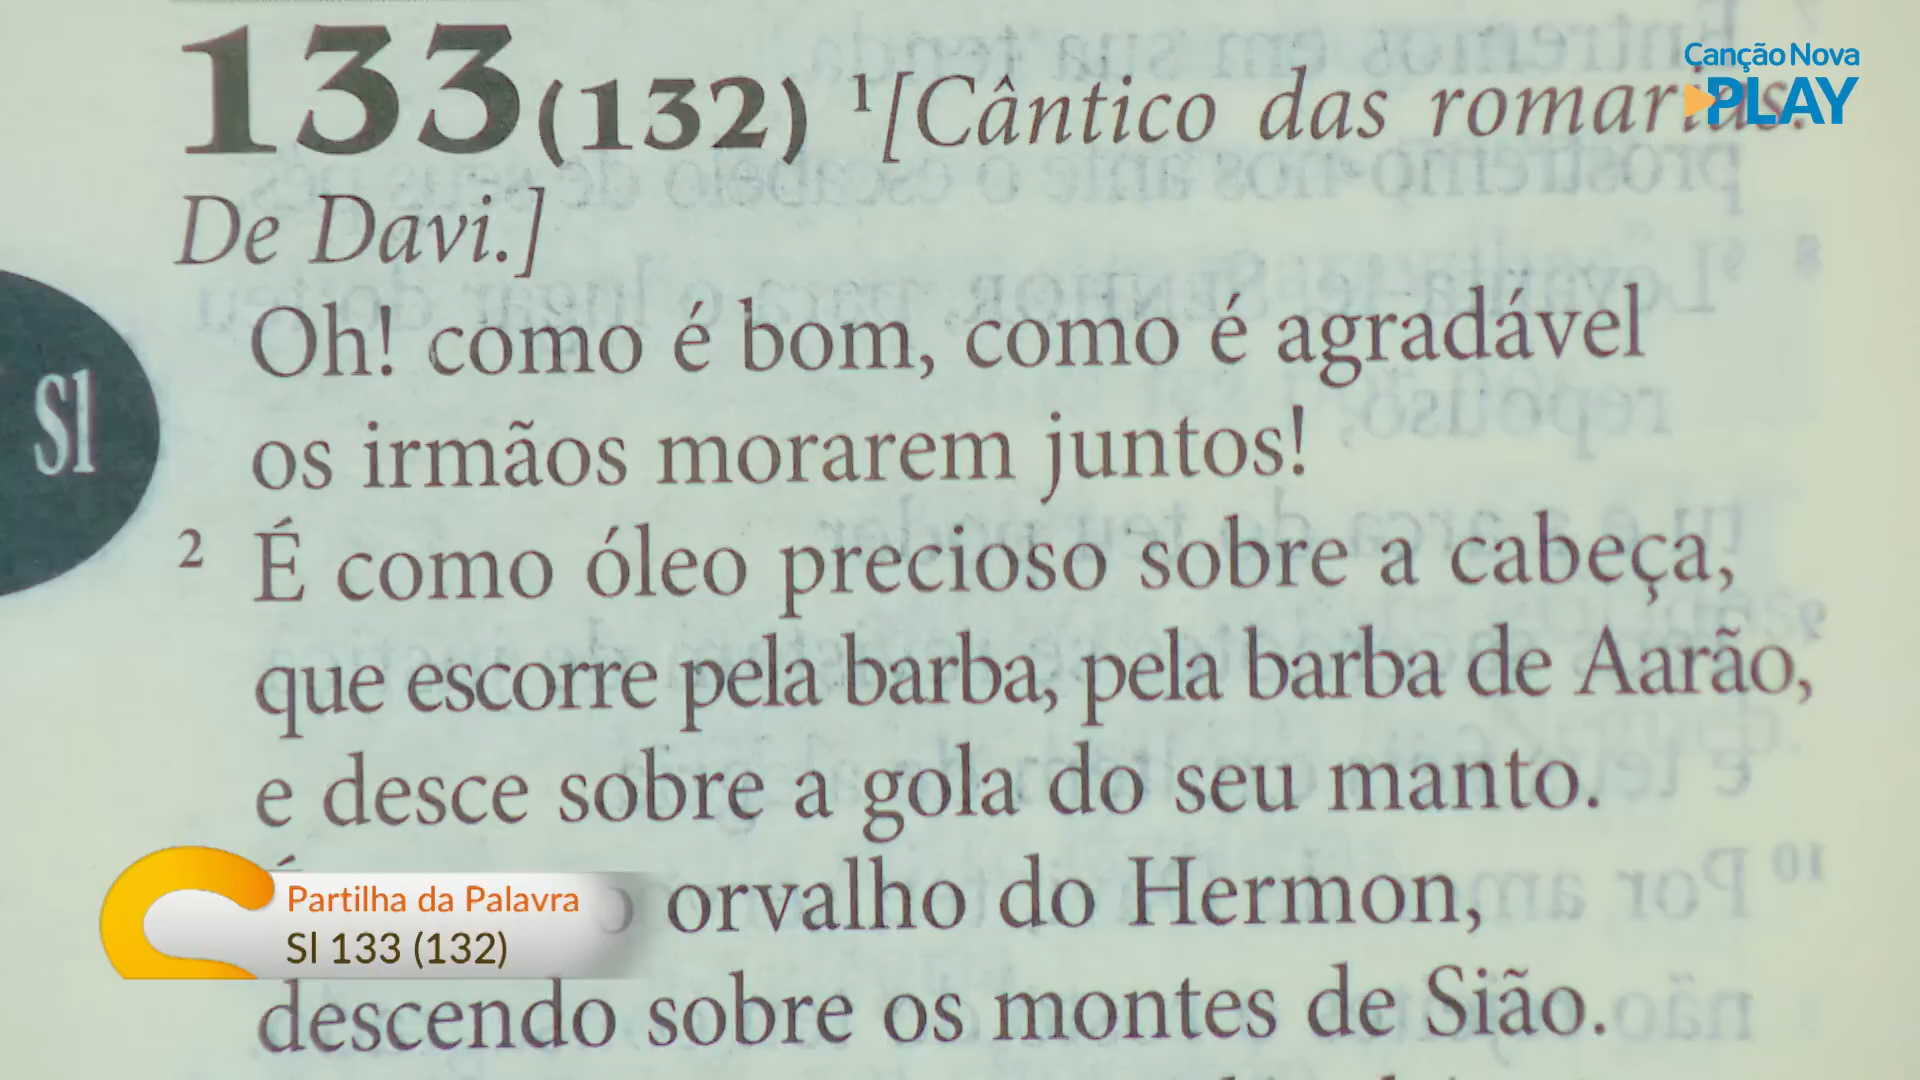 Canção Nova
PLAY
133 (132) ¹[Cântico das romarias.
De Davi.]
Oh! como é bom, como é agradável
os irmãos morarem juntos!
Sl
² É como óleo precioso sobre a cabeça,
que escorre pela barba, pela barba de Aarão,
e desce sobre a gola do seu manto.
orvalho do Hermon,
Partilha da Palavra
Sl 133 (132)
descendo sobre os montes de Sião.